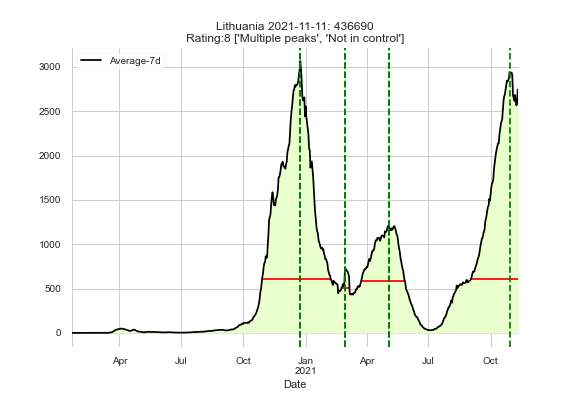 Lithuania 2021-11-11: 436690
Rating:8 ['Multiple peaks', 'Not in control']
Average-7d
3000
2500
2000
1500
1000
500
0
Apr Jul Oct Jan Apr Jul Oct
2021
Date